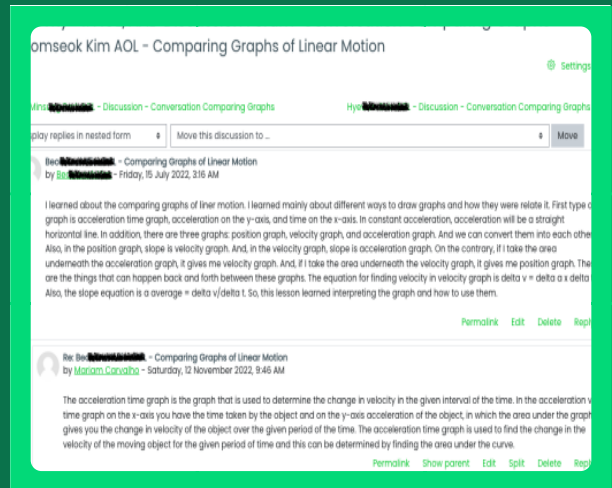 omseok Kim AOL - Comparing Graphs of Linear Motion
Settings
Mins - Discussion - Conversation Comparing Graphs
Hye - Discussion - Conversation Comparing Graphs
play replies in nested form
Move this discussion to ...
Move
Beo - Comparing Graphs of Linear Motion
by Be - Friday, 15 July 2022, 3:16 AM
I learned about the comparing graphs of liner motion. I learned mainly about different ways to draw graphs and how they were relate it. First type o
graph is acceleration time graph, acceleration on the y-axis, and time on the x-axis. In constant acceleration, acceleration will be a straight
horizontal line. In addition, there are three graphs: position graph, velocity graph, and acceleration graph. And we can convert them into each othe
Also, in the position graph, slope is velocity graph. And, in the velocity graph, slope is acceleration graph. On the contrary, if I take the area
underneath the acceleration graph, it gives me velocity graph. And, if I take the area underneath the velocity graph, it gives me position graph. The
are the things that can happen back and forth between these graphs. The equation for finding velocity in velocity graph is delta v = delta a x delta t
Also, the slope equation is a average = delta v/delta t. So, this lesson learned interpreting the graph and how to use them.
Permalink Edit Delete Repl
Re: Beo - Comparing Graphs of Linear Motion
by Mariam Carvalho - Saturday, 12 November 2022, 9:46 AM
The acceleration time graph is the graph that is used to determine the change in velocity in the given interval of the time. In the acceleration v
time graph on the x-axis you have the time taken by the object and on the y-axis acceleration of the object, in which the area under the graph
gives you the change in velocity of the object over the given period of the time. The acceleration time graph is used to find the change in the
velocity of the moving object for the given period of time and this can be determined by finding the area under the curve.
Permalink Show parent Edit Split Delete Repl